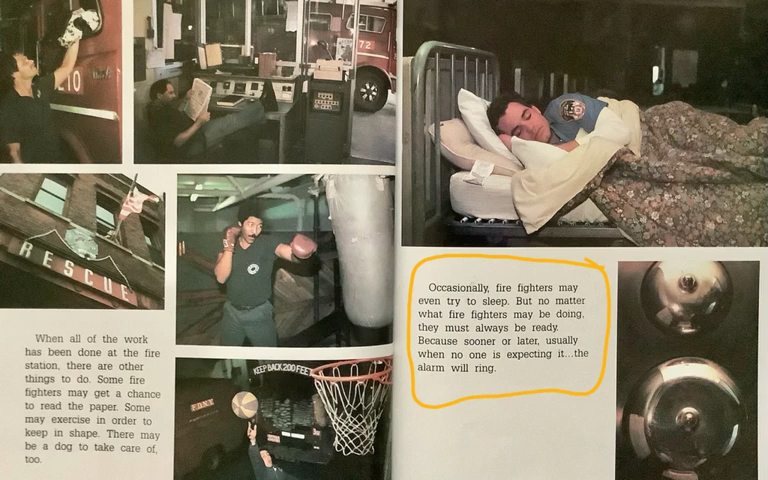 10
72
RESCUE
When all of the work
has been done at the fire
station, there are other
things to do. Some fire
fighters may get a chance
to read the paper. Some
may exercise in order to
keep in shape. There may
be a dog to take care of,
too.
KEEP BACK 200 FEET
F.D.N.Y.
Occasionally, fire fighters may
even try to sleep. But no matter
what fire fighters may be doing,
they must always be ready.
Because sooner or later, usually
when no one is expecting it...the
alarm will ring.